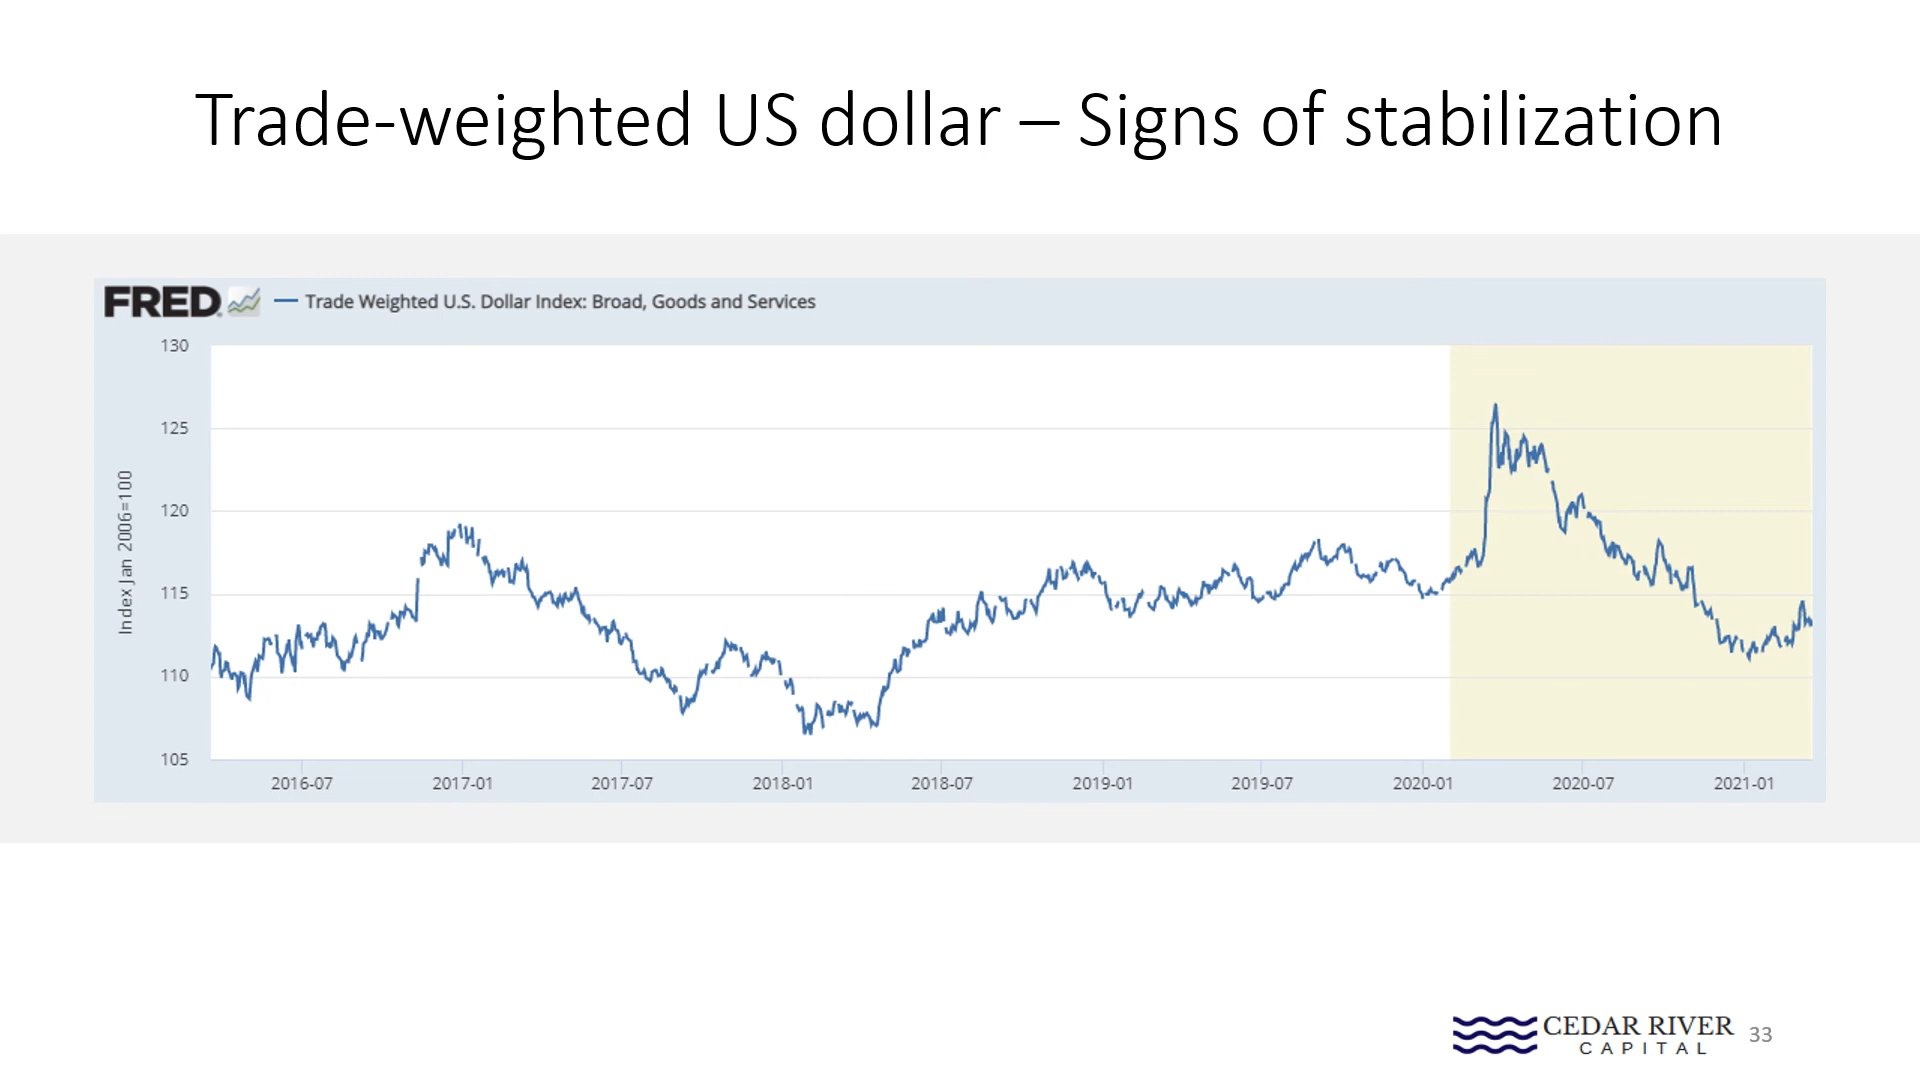 Trade-weighted US dollar – Signs of stabilization
FRED
Trade Weighted U.S. Dollar Index: Broad, Goods and Services
Index Jan 2006=100
130
125
120
115
110
105
2016-07 2017-01 2017-07 2018-01 2018-07 2019-01 2019-07 2020-01 2020-07 2021-01
CEDAR RIVER
CAPITAL
33